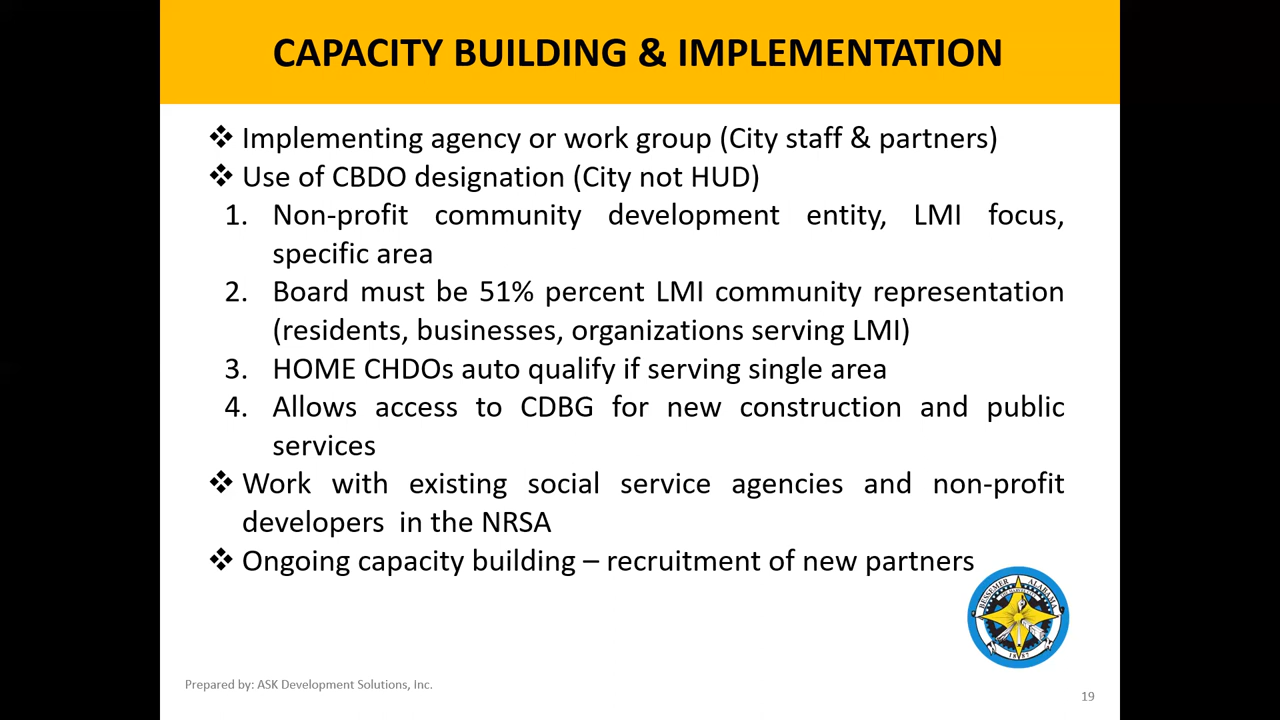 CAPACITY BUILDING & IMPLEMENTATION
❖ Implementing agency or work group (City staff & partners)
❖ Use of CBDO designation (City not HUD)
1. Non-profit community development entity, LMI focus,
specific area
2. Board must be 51% percent LMI community representation
(residents, businesses, organizations serving LMI)
3. HOME CHDOs auto qualify if serving single area
4. Allows access to CDBG for new construction and public
services
❖ Work with existing social service agencies and non-profit
developers in the NRSA
❖ Ongoing capacity building – recruitment of new partners
BESSEMER ALABAMA
1887
Prepared by: ASK Development Solutions, Inc.
19